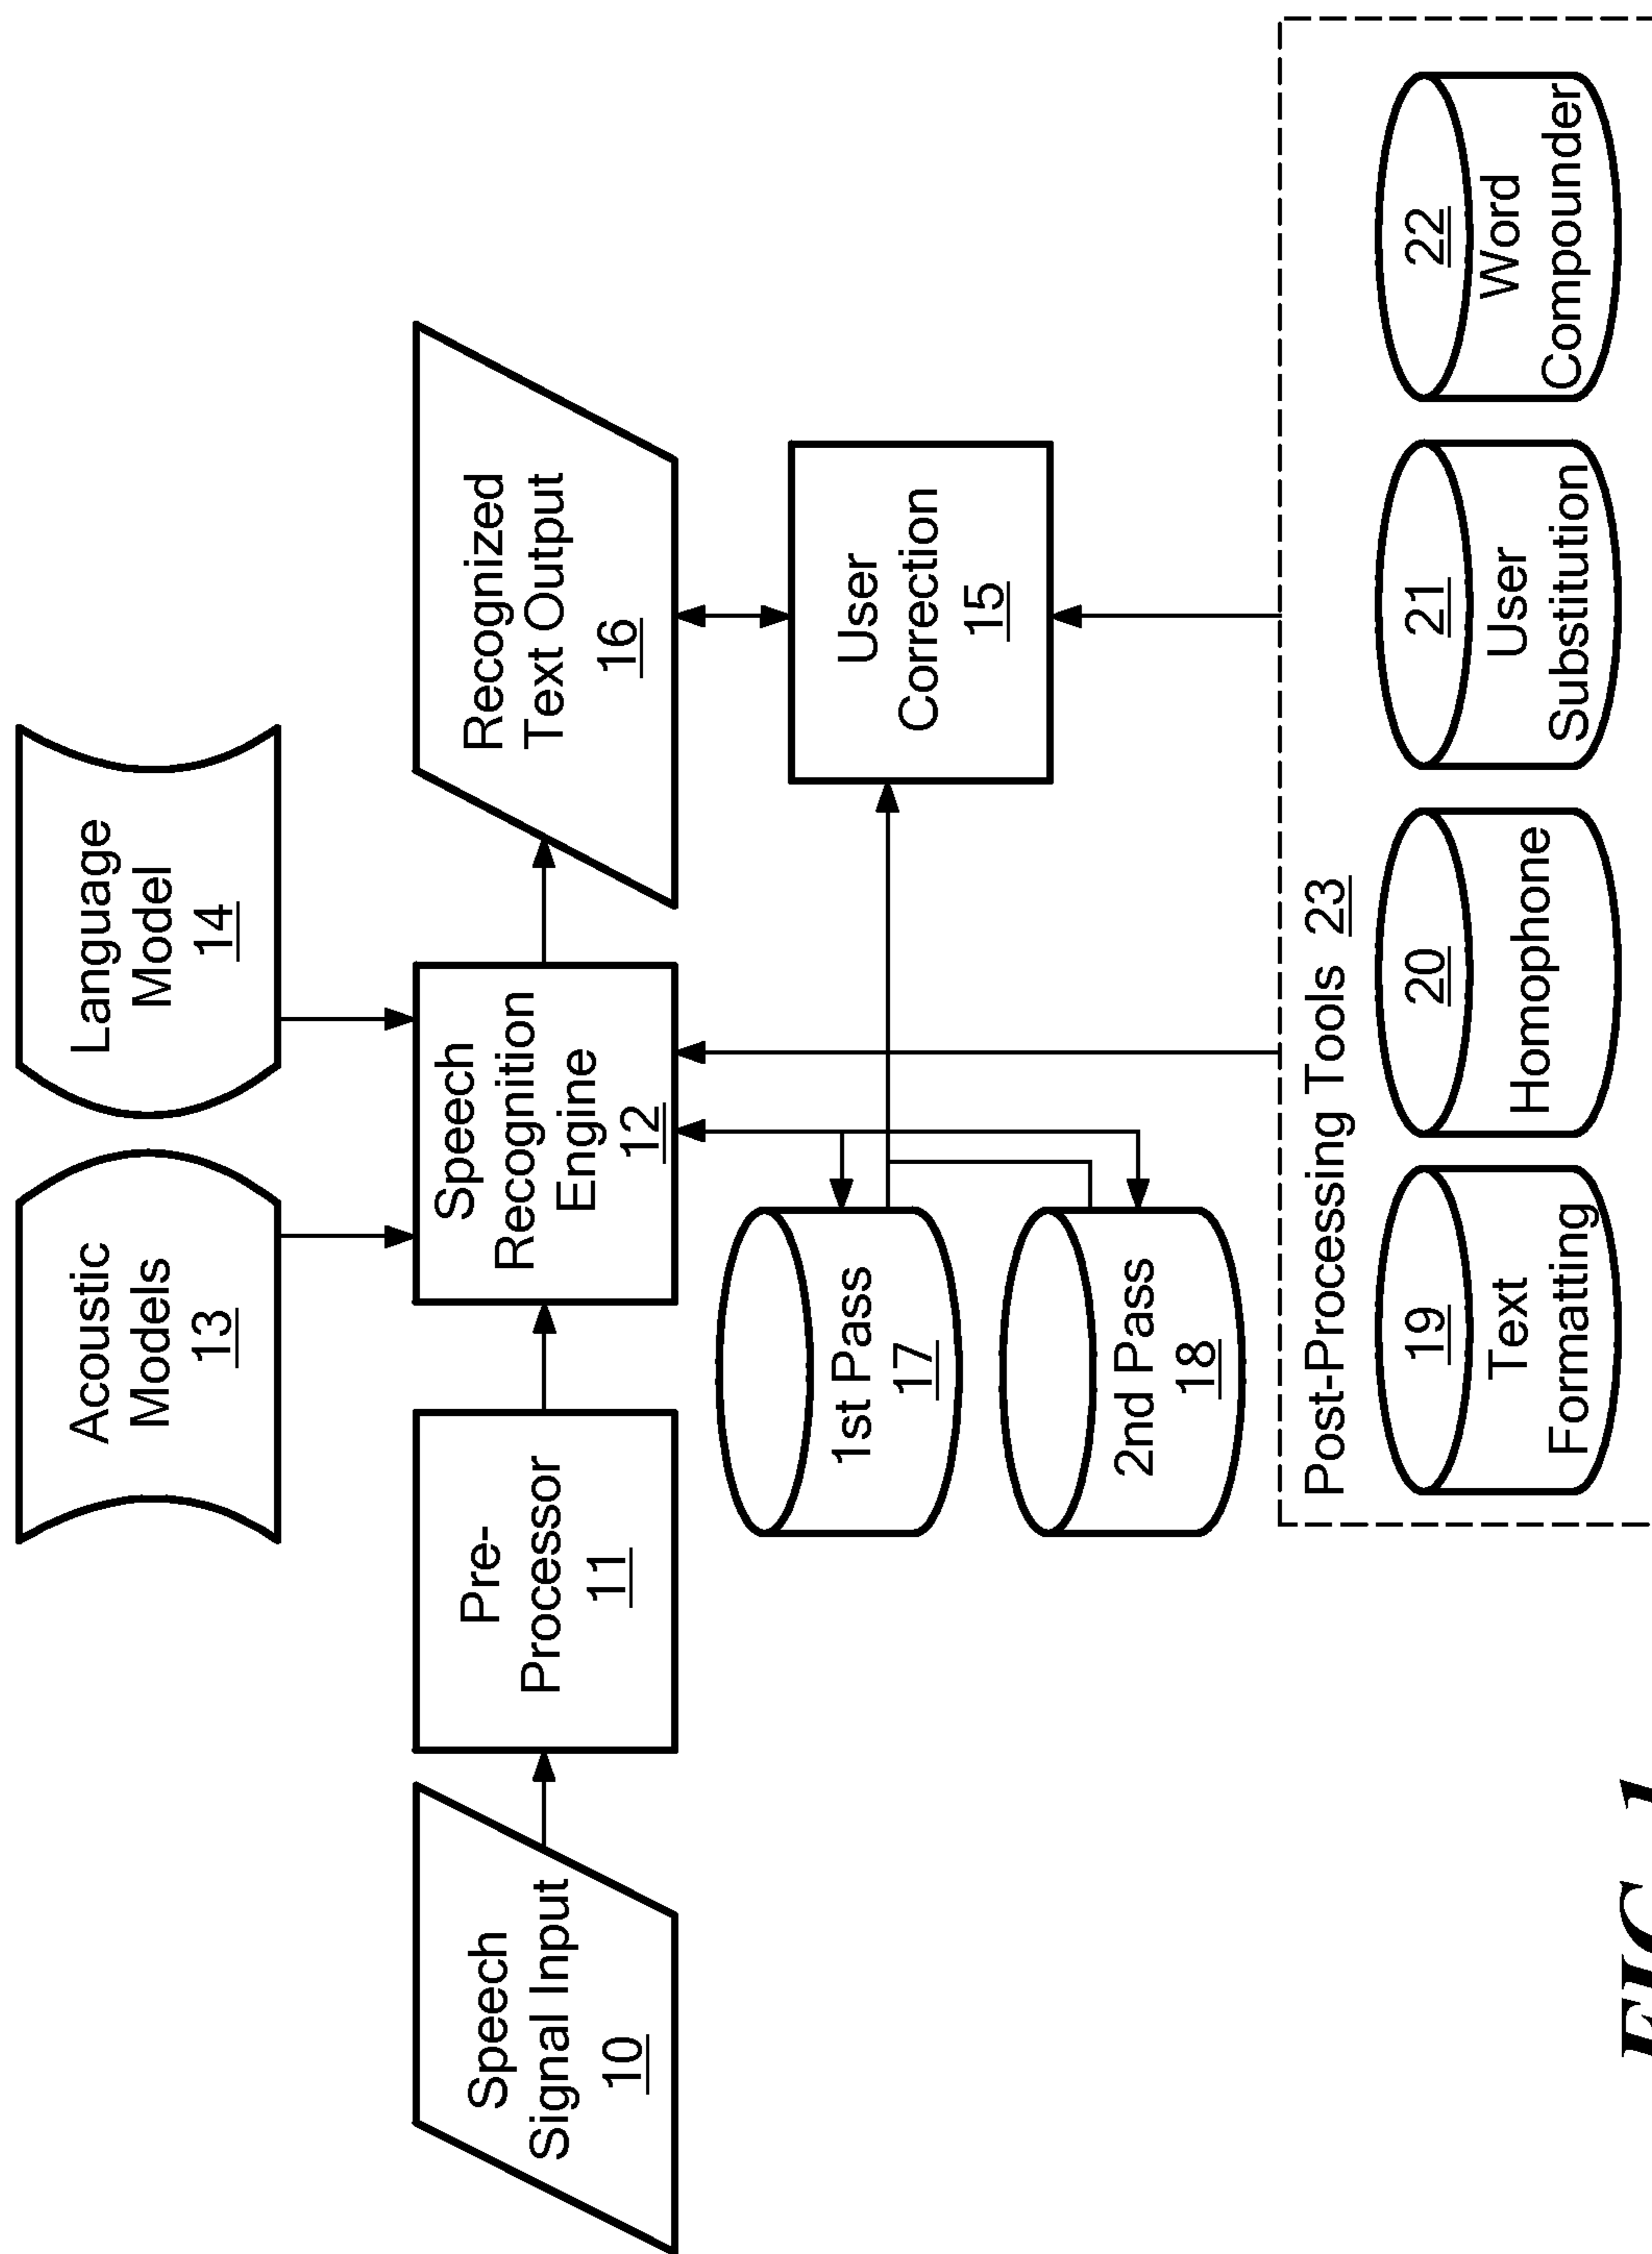 Acoustic
Models
13
Language
Model
14
Speech
Signal Input
10
Pre-
Processor
11
Speech
Recognition
Engine
12
Recognized
Text Output
16
1st Pass
17
User
Correction
15
2nd Pass
18
Post-Processing Tools 23
19
Text
Formatting
20
Homophone
21
User
Substitution
22
Word
Compounder
FIG. 1